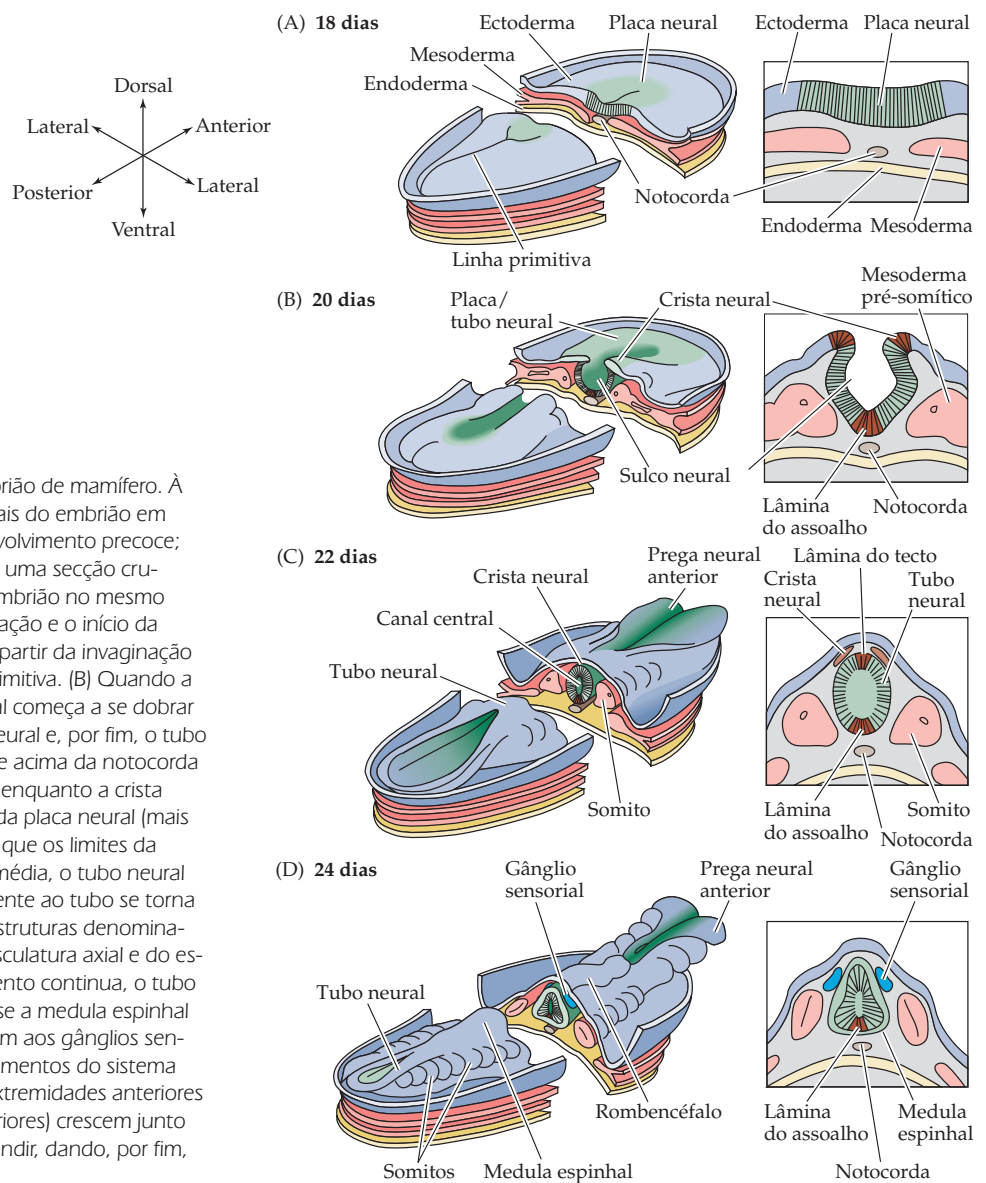 Dorsal
Lateral
Anterior
Posterior
Lateral
Ventral
(A) 18 dias
Ectoderma
Placa neural
Mesoderma
Endoderma
Notocorda
Linha primitiva
Ectoderma
Placa neural
Endoderma
Mesoderma
(B) 20 dias
Placa/
tubo neural
Crista neural
Mesoderma
pré-somítico
Sulco neural
Lâmina
do assoalho
Notocorda
(C) 22 dias
Crista neural
Prega neural
anterior
Canal central
Tubo neural
Somito
Lâmina do tecto
Crista
neural
Tubo
neural
Lâmina
do assoalho
Somito
Notocorda
(D) 24 dias
Gânglio
sensorial
Prega neural
anterior
Tubo neural
Rombencéfalo
Somitos
Medula espinhal
Gânglio
sensorial
Lâmina
do assoalho
Medula
espinhal
Notocorda
brião de mamífero. À
ais do embrião em
volvimento precoce;
uma secção cru-
mbrião no mesmo
ação e o início da
partir da invaginação
imitiva. (B) Quando a
al começa a se dobrar
eural e, por fim, o tubo
e acima da notocorda
enquanto a crista
da placa neural (mais
que os limites da
média, o tubo neural
ente ao tubo se torna
struturas denomina-
sculatura axial e do es-
ento continua, o tubo
se a medula espinhal
m aos gânglios sen-
mentos do sistema
xtremidades anteriores
riores) crescem junto
ndir, dando, por fim,